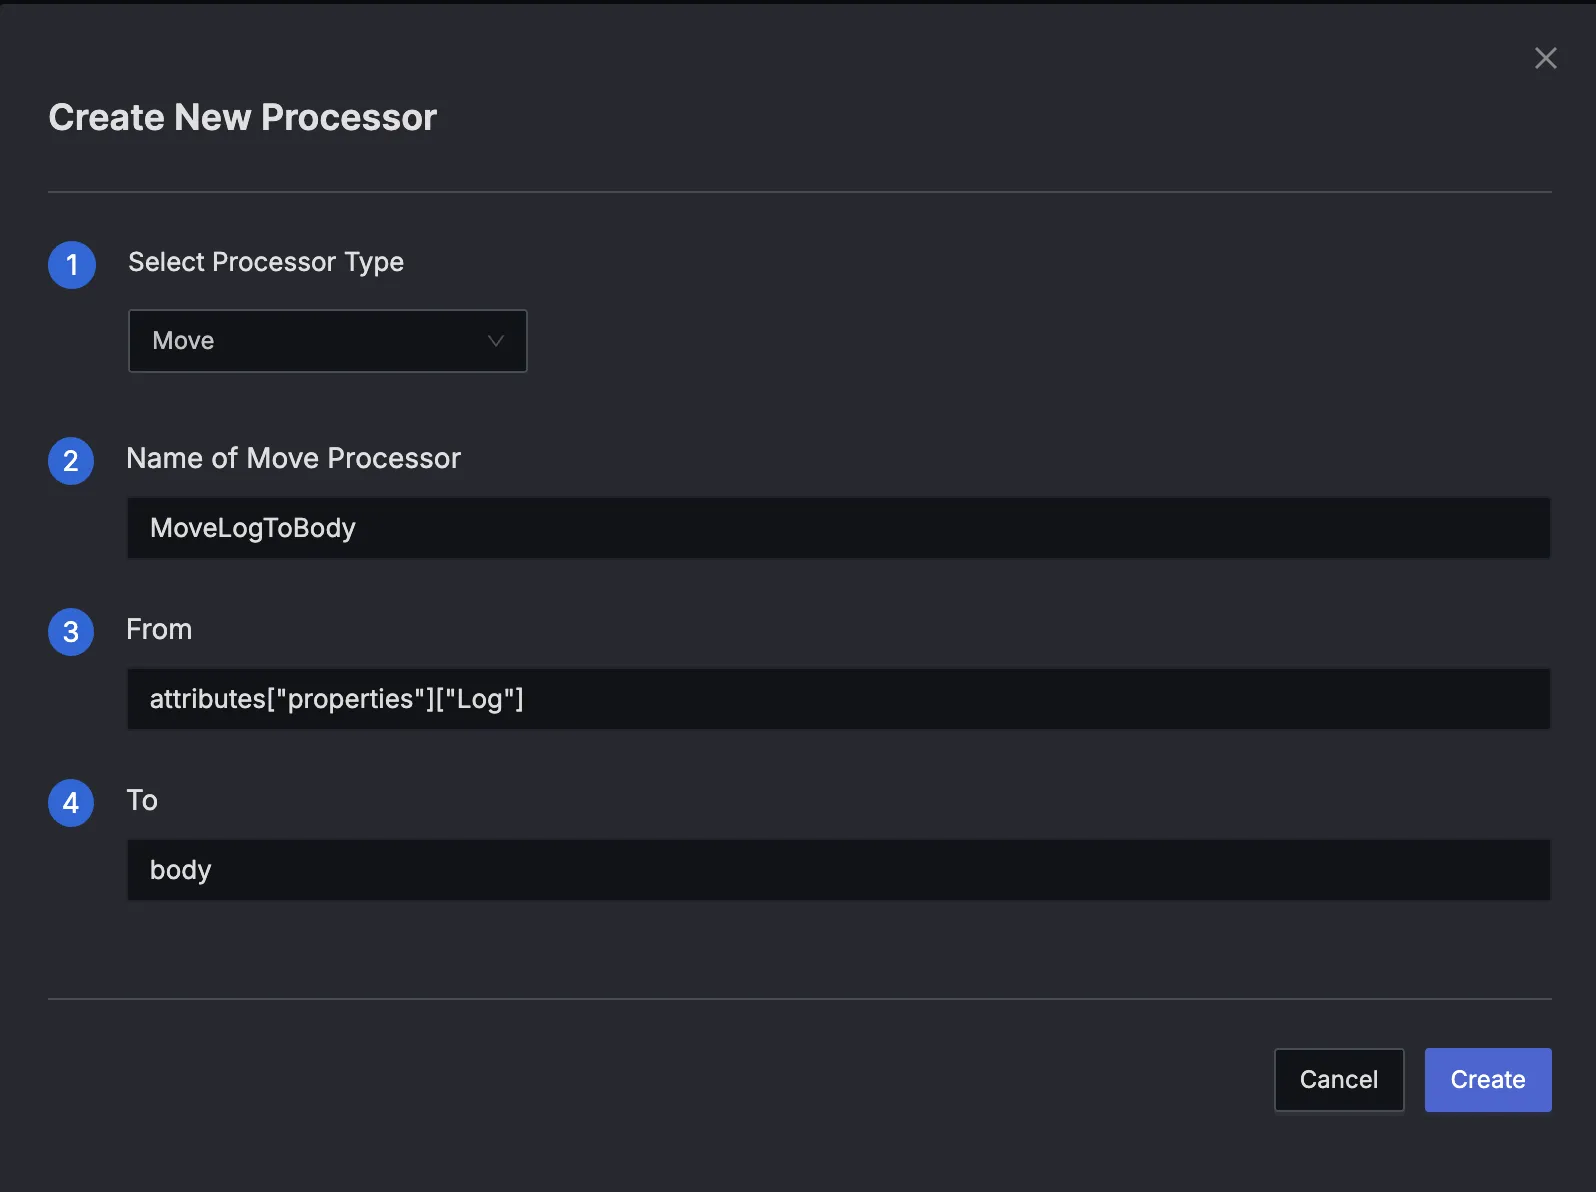 Create New Processor
1 Select Processor Type
Move
2 Name of Move Processor
MoveLogToBody
3 From
attributes["properties"]["Log"]
4 To
body
Cancel Create